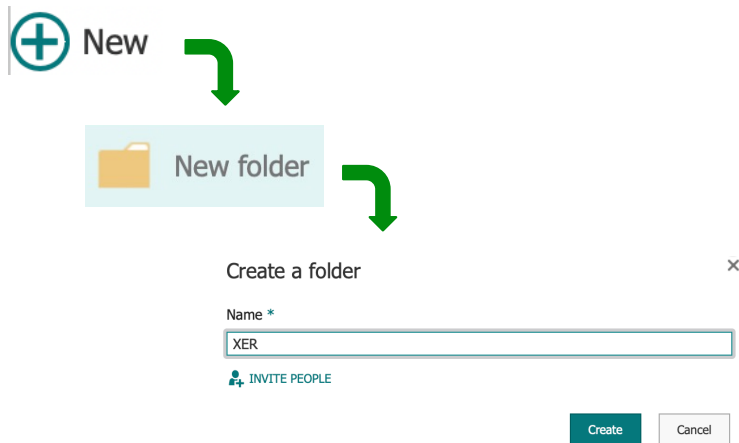 New
New folder
Create a folder
Name *
XER
INVITE PEOPLE
Create
Cancel